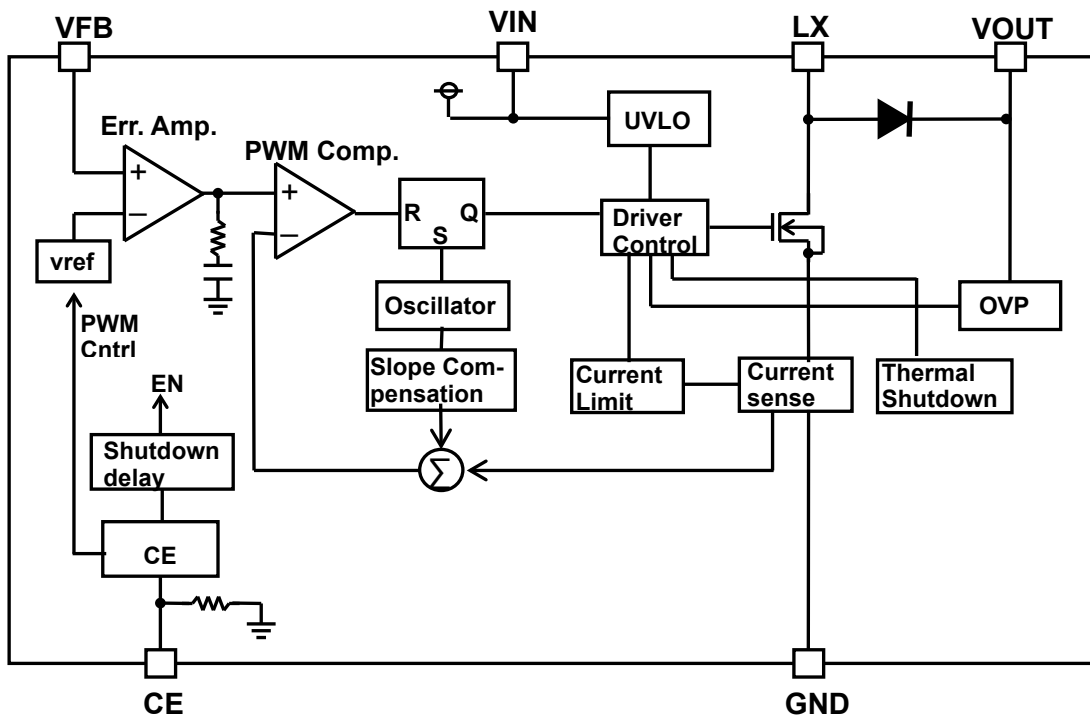 VFB
VIN
LX
VOUT
Err. Amp.
PWM Comp.
UVLO
+
−
+
−
R
Q
S
Driver
Control
vref
Oscillator
OVP
PWM
Cntrl
Slope Com-
pensation
Current
Limit
Current
sense
Thermal
Shutdown
EN
Shutdown
delay
Σ
CE
CE
GND